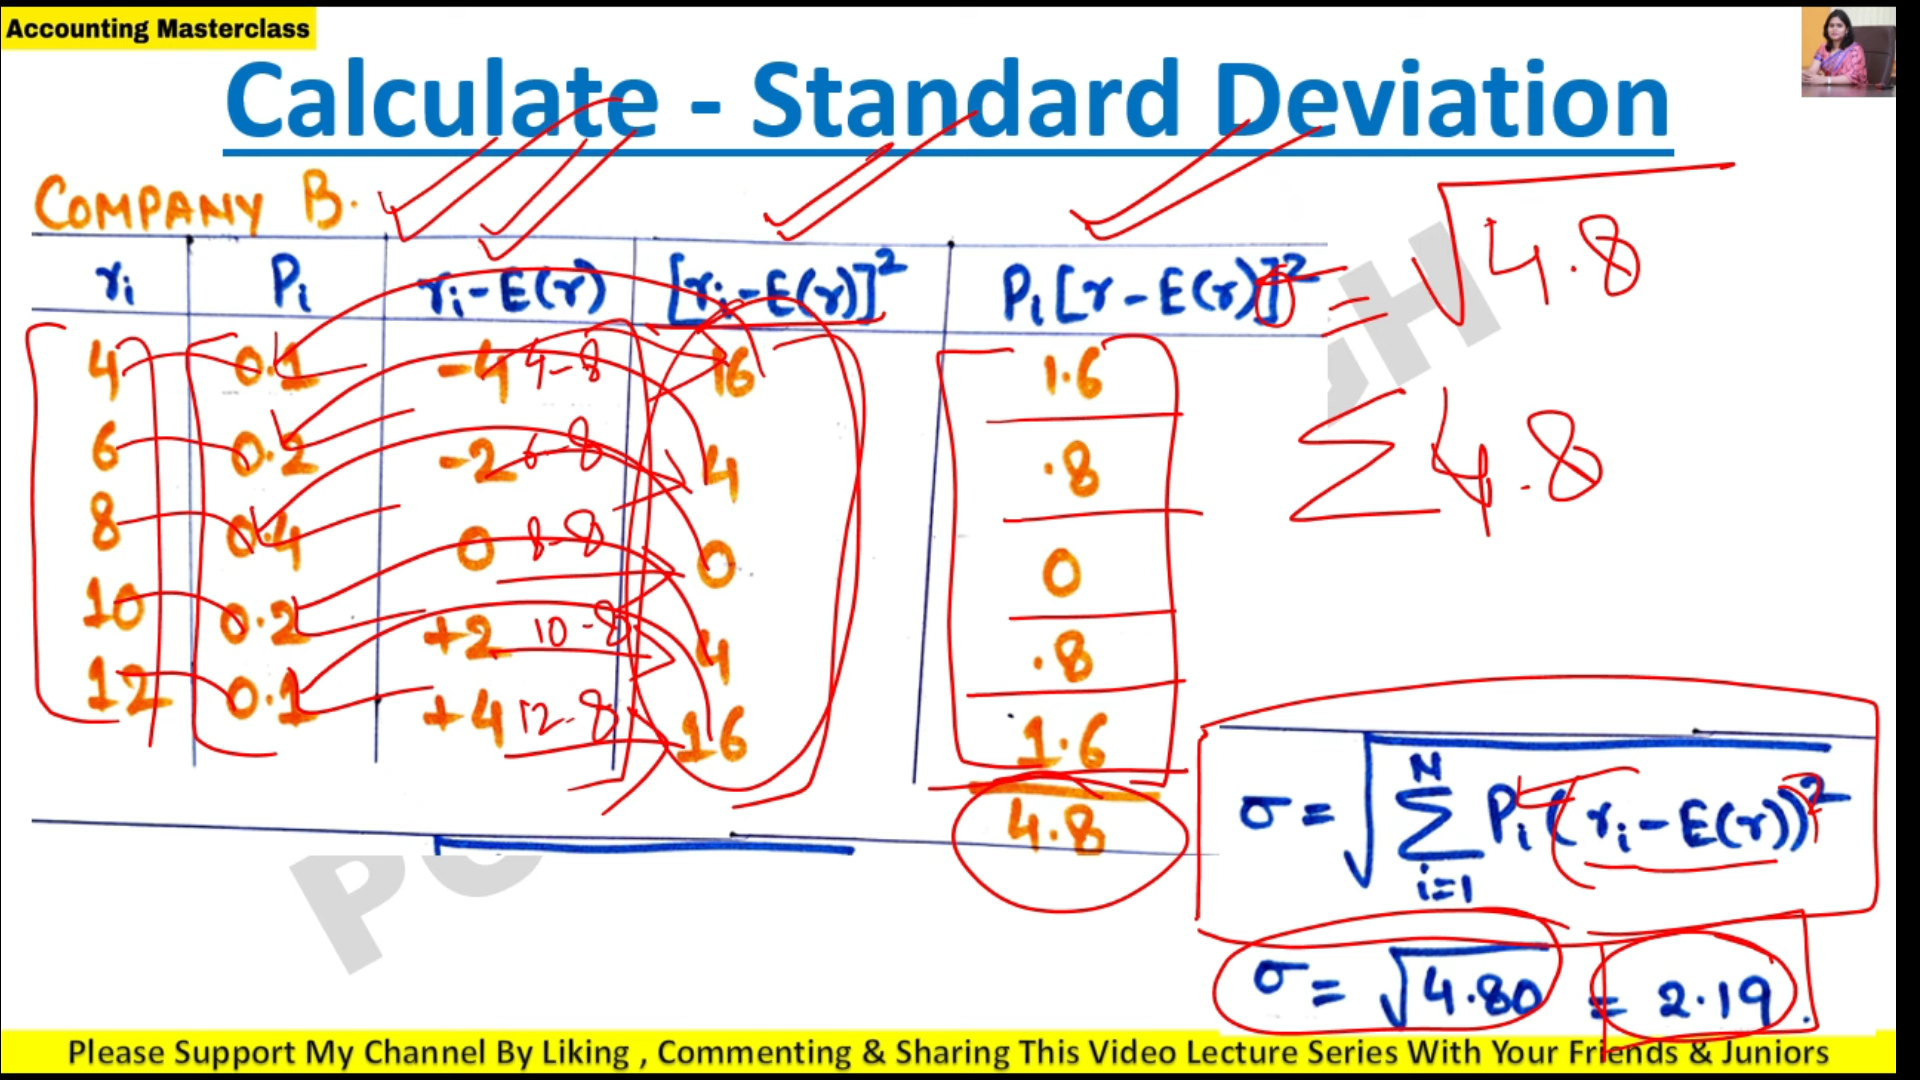 Accounting Masterclass
Calculate - Standard Deviation
COMPANY B.
ri Pi ri-E(r) [ri-E(r)]² Pi[r-E(r)]² = √4.8
4 0.1 -4 4-8 16 1.6
6 0.2 -2 6-8 4 .8 Σ4.8
8 0.4 0 8-8 0 0
10 0.2 +2 10-8 4 .8
12 0.1 +4 12-8 16 1.6
4.8
σ = √ N Σ i=1 Pi(ri-E(r))²
σ = √4.80 = 2.19.
Please Support My Channel By Liking , Commenting & Sharing This Video Lecture Series With Your Friends & Juniors